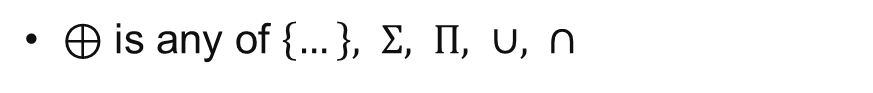 • ⨁ is any of {…}, Σ, Π, ∪, ∩